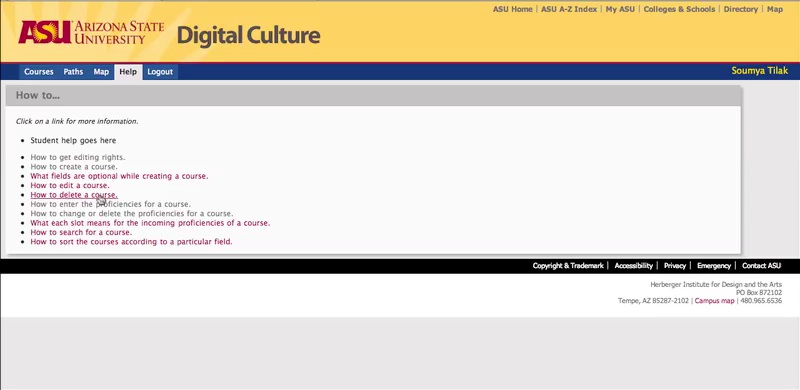 ASU Home | ASU A-Z Index | My ASU | Colleges & Schools | Directory | Map
ASU ARIZONA STATE UNIVERSITY
Digital Culture
Courses Paths Map Help Logout
Soumya Tilak
How to...
Click on a link for more information.
• Student help goes here
• How to get editing rights.
• How to create a course.
• What fields are optional while creating a course.
• How to edit a course.
• How to delete a course.
• How to enter the proficiencies for a course.
• How to change or delete the proficiencies for a course.
• What each slot means for the incoming proficiencies of a course.
• How to search for a course.
• How to sort the courses according to a particular field.
Copyright & Trademark | Accessibility | Privacy | Emergency | Contact ASU
Herberger Institute for Design and the Arts
PO Box 872102
Tempe, AZ 85287-2102 | Campus map | 480.965.6536